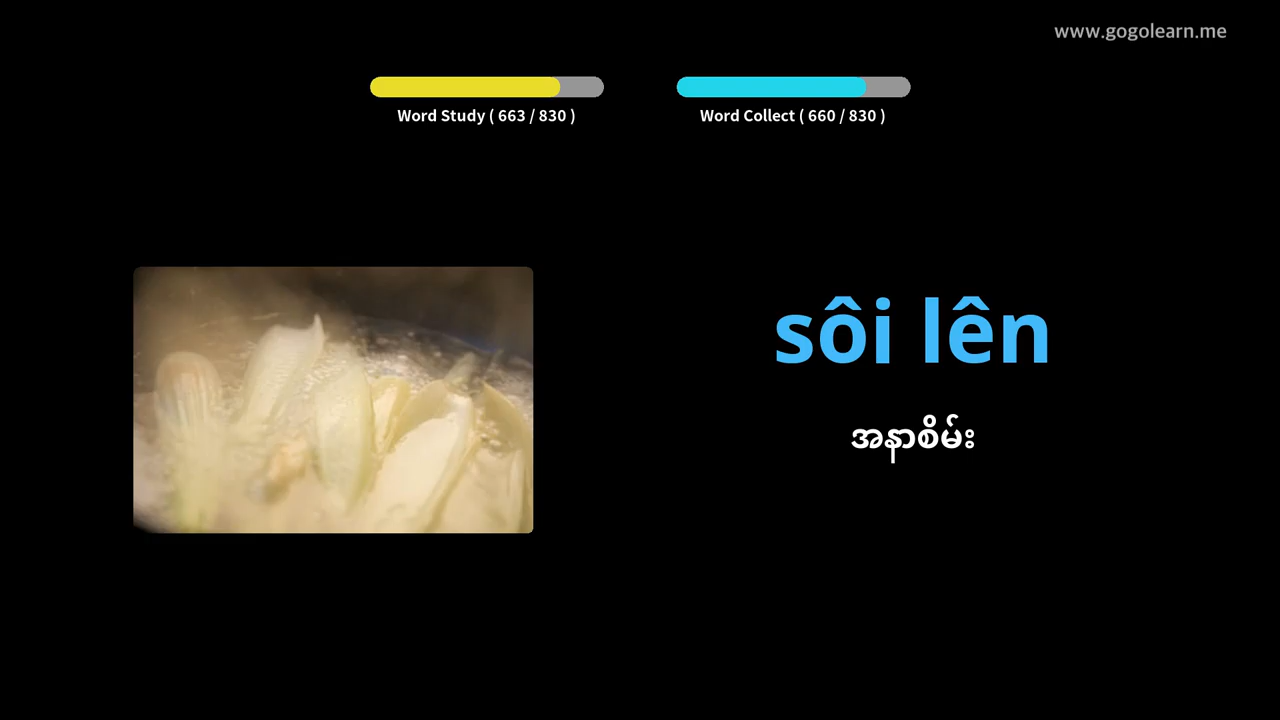 www.gogolearn.me
Word Study ( 663 / 830 )
Word Collect ( 660 / 830 )
sôi lên
အနာစိမ်း